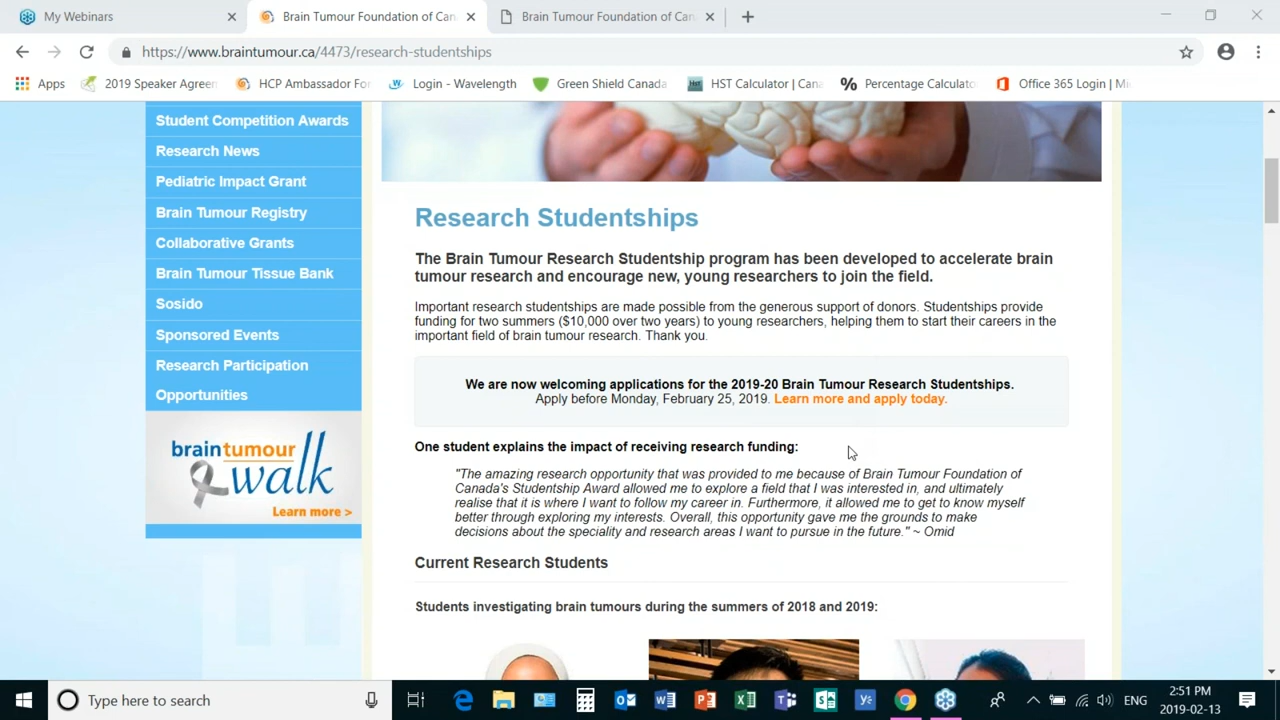 My Webinars
Brain Tumour Foundation of Can
Brain Tumour Foundation of Can
https://www.braintumour.ca/4473/research-studentships
Apps
2019 Speaker Agreen
HCP Ambassador For
Login - Wavelength
Green Shield Canada
HST Calculator | Cana
Percentage Calculato
Office 365 Login | Mi
Student Competition Awards
Research News
Pediatric Impact Grant
Brain Tumour Registry
Collaborative Grants
Brain Tumour Tissue Bank
Sosido
Sponsored Events
Research Participation
Opportunities
braintumour
walk
Learn more >
Research Studentships
The Brain Tumour Research Studentship program has been developed to accelerate brain
tumour research and encourage new, young researchers to join the field.
Important research studentships are made possible from the generous support of donors. Studentships provide
funding for two summers ($10,000 over two years) to young researchers, helping them to start their careers in the
important field of brain tumour research. Thank you.
We are now welcoming applications for the 2019-20 Brain Tumour Research Studentships.
Apply before Monday, February 25, 2019. Learn more and apply today.
One student explains the impact of receiving research funding:
"The amazing research opportunity that was provided to me because of Brain Tumour Foundation of
Canada's Studentship Award allowed me to explore a field that I was interested in, and ultimately
realise that it is where I want to follow my career in. Furthermore, it allowed me to get to know myself
better through exploring my interests. Overall, this opportunity gave me the grounds to make
decisions about the speciality and research areas I want to pursue in the future." ~ Omid
Current Research Students
Students investigating brain tumours during the summers of 2018 and 2019:
Type here to search
ENG
2:51 PM
2019-02-13